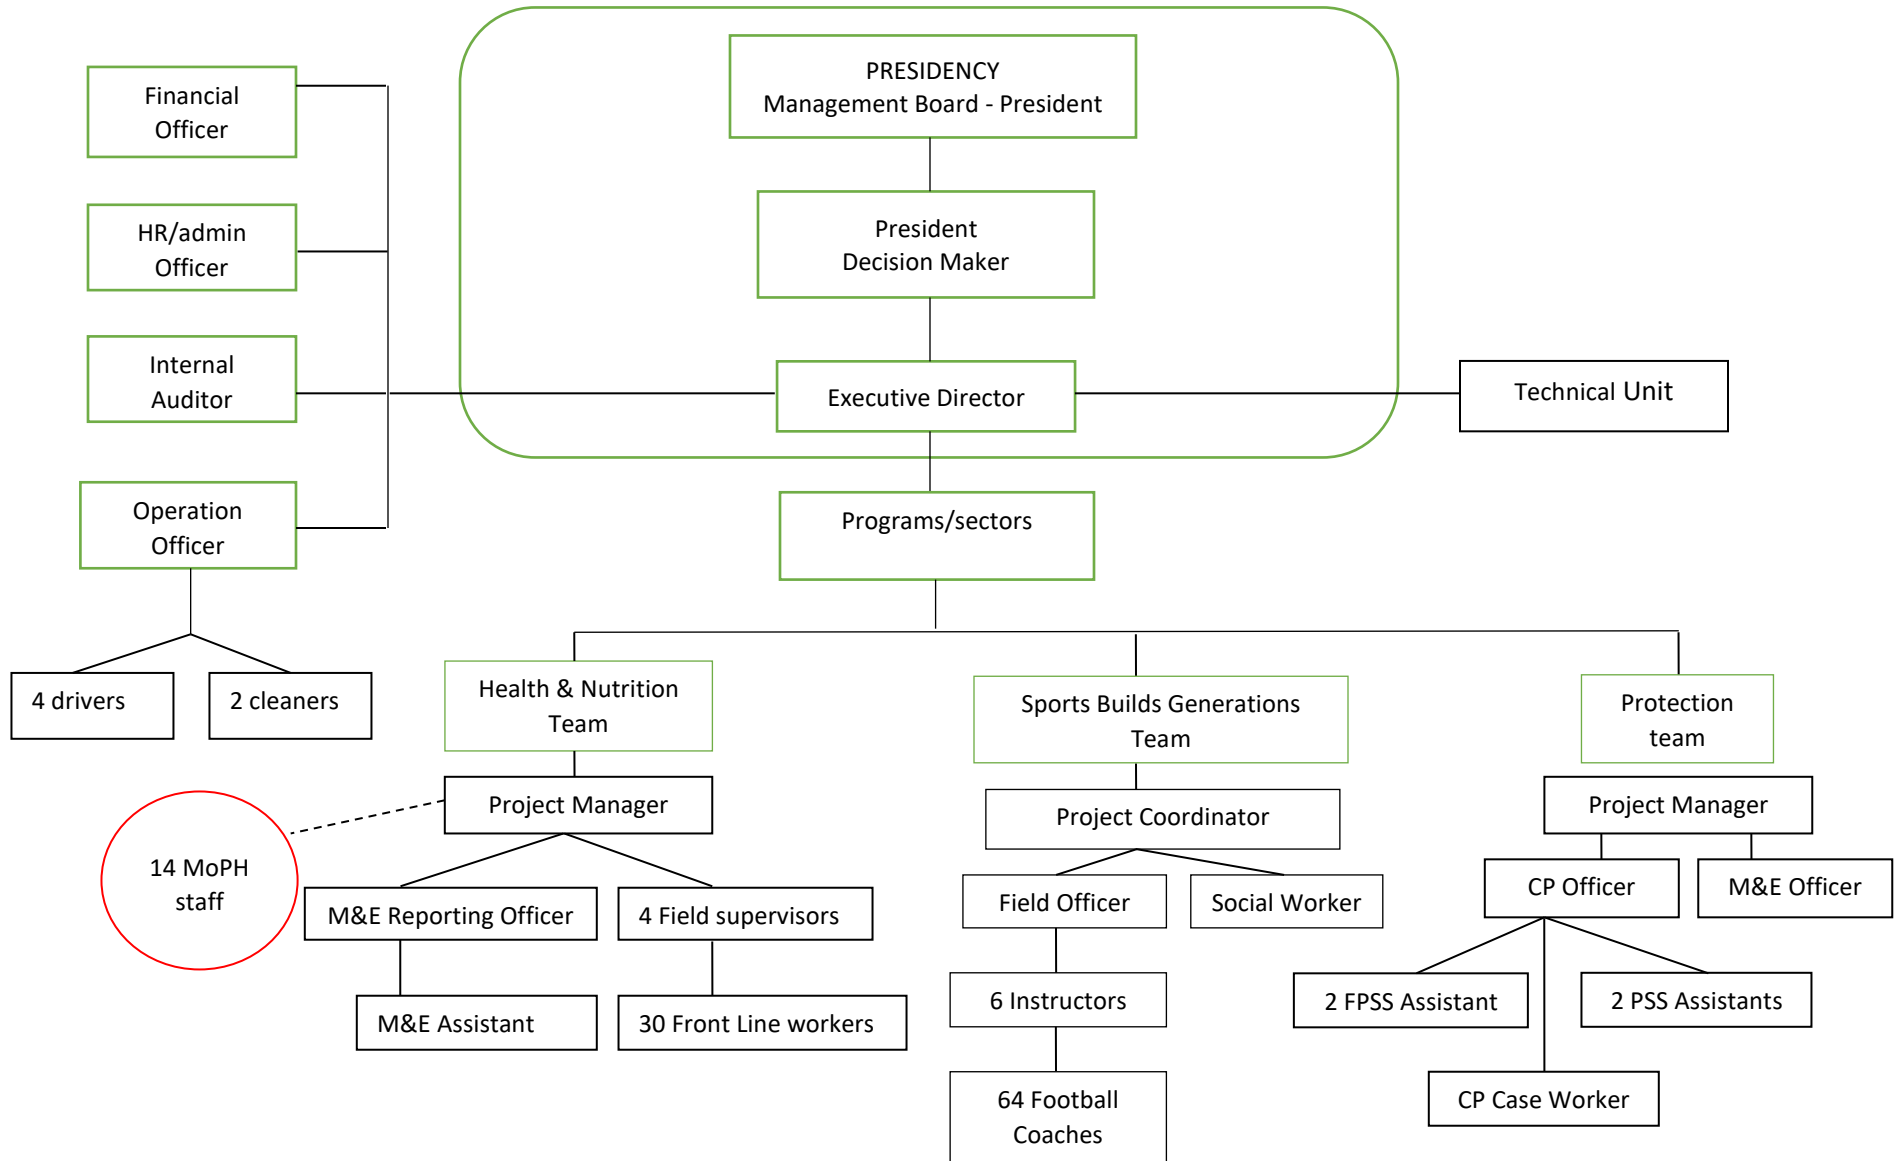 PRESIDENCY
Management Board - President
President
Decision Maker
Executive Director
Technical Unit
Financial
Officer
HR/admin
Officer
Internal
Auditor
Operation
Officer
4 drivers
2 cleaners
Programs/sectors
Health & Nutrition
Team
Project Manager
14 MoPH
staff
M&E Reporting Officer
4 Field supervisors
M&E Assistant
30 Front Line workers
Sports Builds Generations
Team
Project Coordinator
Field Officer
Social Worker
6 Instructors
64 Football
Coaches
Protection
team
Project Manager
CP Officer
M&E Officer
2 FPSS Assistant
2 PSS Assistants
CP Case Worker